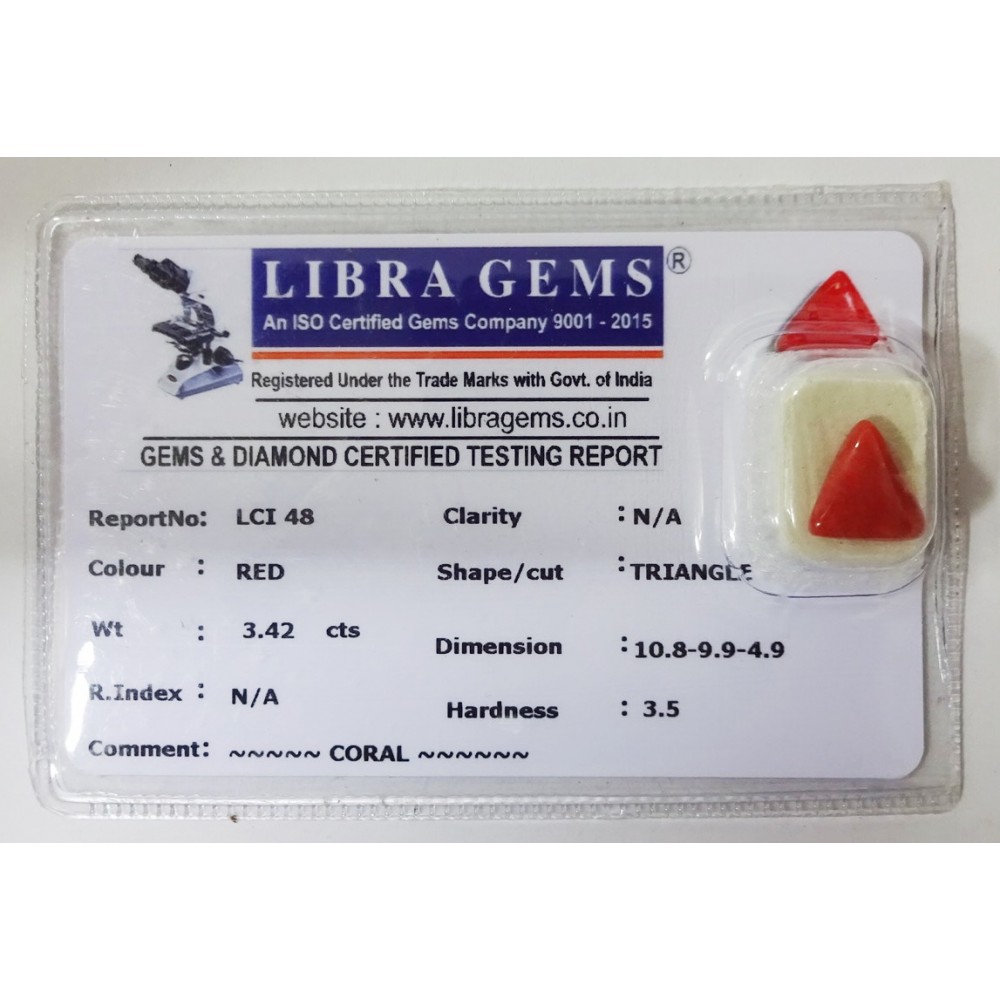 LIBRA GEMS ®
An ISO Certified Gems Company 9001 - 2015
Registered Under the Trade Marks with Govt. of India
website : www.libragems.co.in
GEMS & DIAMOND CERTIFIED TESTING REPORT
ReportNo: LCI 48 Clarity : N/A
Colour : RED Shape/cut : TRIANGLE
Wt : 3.42 cts Dimension : 10.8-9.9-4.9
R.Index : N/A Hardness : 3.5
Comment: ~~~~~ CORAL ~~~~~~